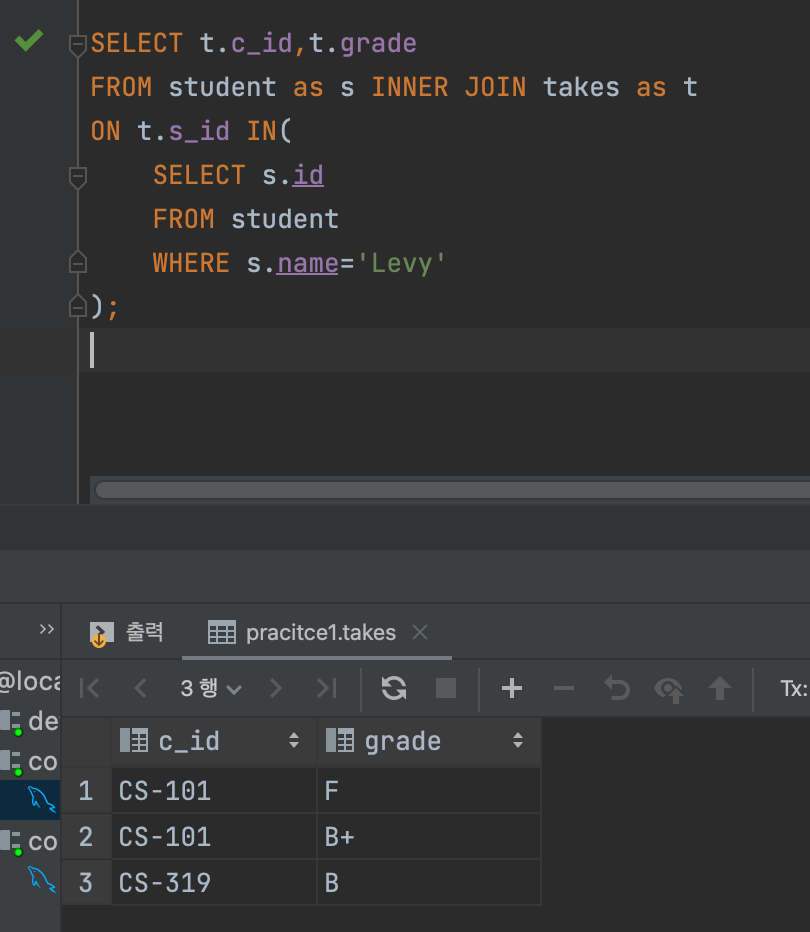 SELECT t.c_id,t.grade
FROM student as s INNER JOIN takes as t
ON t.s_id IN(
    SELECT s.id
    FROM student
    WHERE s.name='Levy'
);
>> 출력 pracitce1.takes ×
@loca 3 행 Tx:
de
co
co
c_id grade
1 CS-101 F
2 CS-101 B+
3 CS-319 B